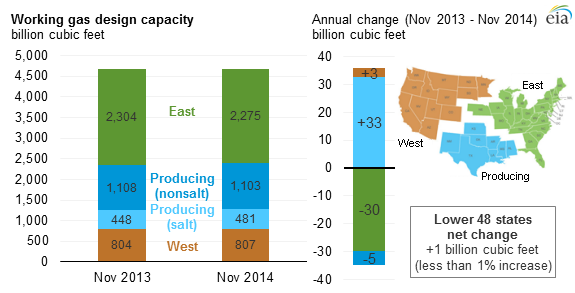 Working gas design capacity
billion cubic feet
5,000
4,500
4,000
3,500
3,000
2,500
2,000
1,500
1,000
500
0
2,304
1,108
448
804
East
Producing
(nonsalt)
Producing
(salt)
West
2,275
1,103
481
807
Nov 2013
Nov 2014
Annual change (Nov 2013 - Nov 2014)
billion cubic feet
eia
40
30
20
10
0
-10
-20
-30
-40
+3
+33
-30
-5
East
West
Producing
Lower 48 states
net change
+1 billion cubic feet
(less than 1% increase)